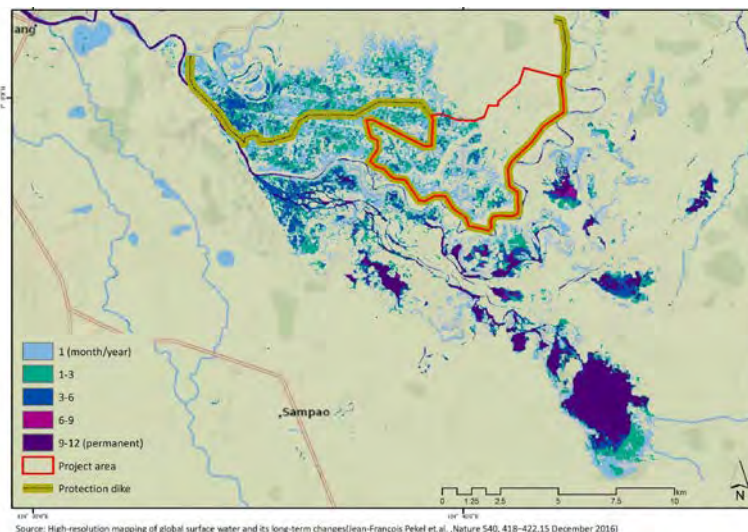 ang
1 (month/year)
1-3
3-6
6-9
9-12 (permanent)
Project area
Protection dike
Sampao
0 1.25 2.5 5 7.5 10
km
N
Source: High-resolution mapping of global surface water and its long-term changes(Jean-François Pekel et al. .Nature 540, 418–422,15 December 2016)